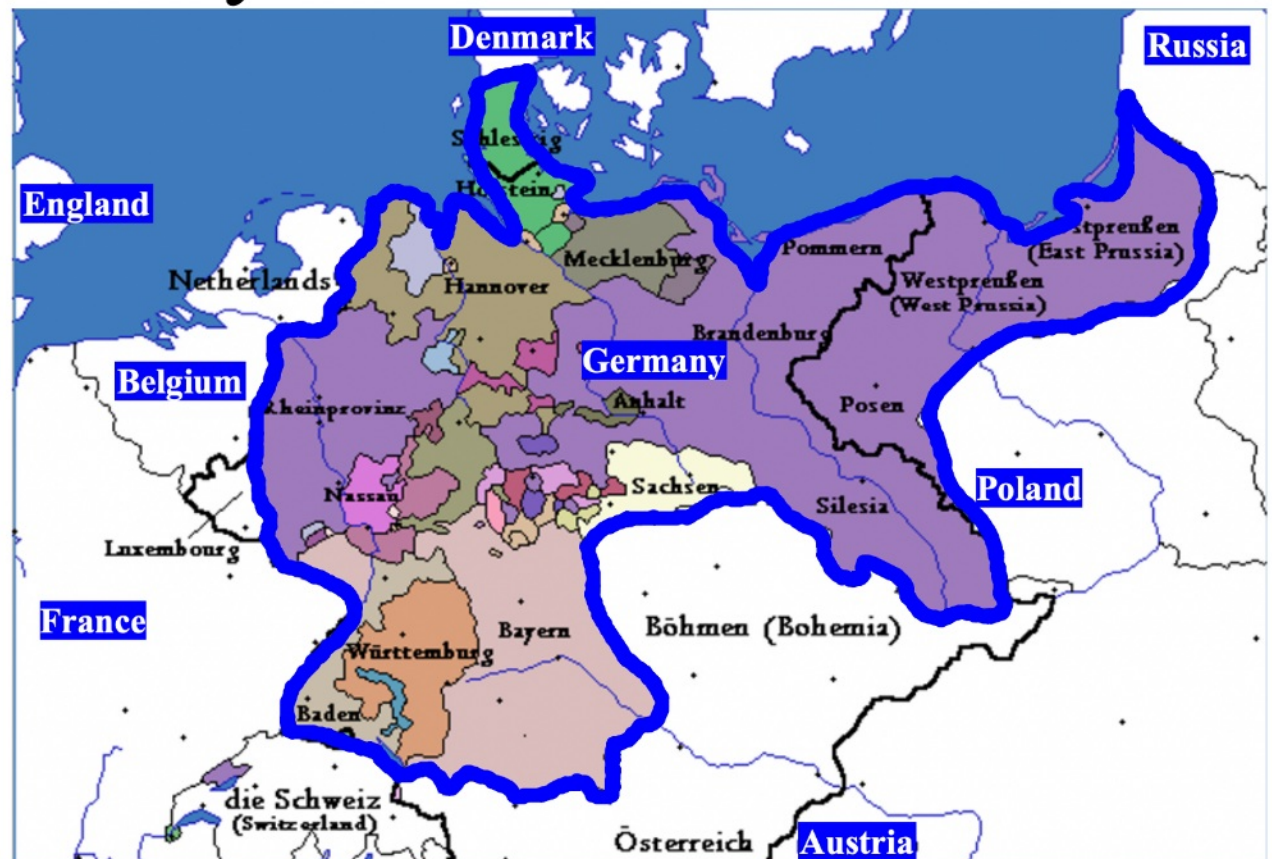 Denmark
Russia
Schleswig
Holstein
England
Pommern
stpreußen
(East Prussia)
Mecklenburg
Netherlands
Hannover
Westpreußen
(West Prussia)
Brandenburg
Germany
Belgium
Rheinprovinz
Anhalt
Posen
Nassau
Sachsen
Poland
Silesia
Luxembourg
France
Bayern
Böhmen (Bohemia)
Württemburg
Baden
die Schweiz
(Switzerland)
Österreich
Austria